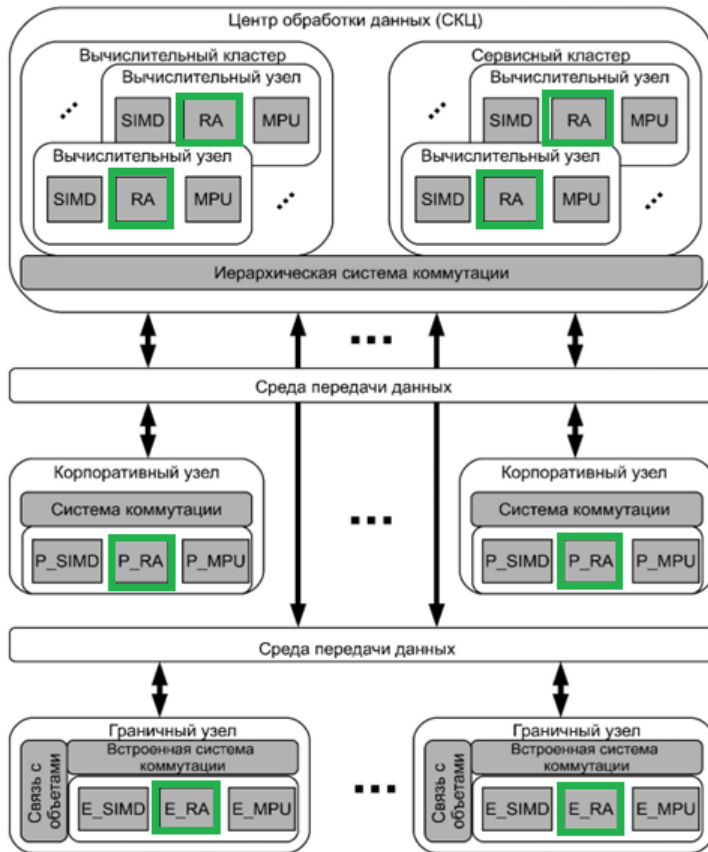 Центр обработки данных (СКЦ)
Вычислительный кластер
Сервисный кластер
Вычислительный узел
Вычислительный узел
SIMD RA MPU
SIMD RA MPU
Вычислительный узел
Вычислительный узел
SIMD RA MPU
SIMD RA MPU
Иерархическая система коммутации
Среда передачи данных
Корпоративный узел
Корпоративный узел
Система коммутации
Система коммутации
P_SIMD P_RA P_MPU
P_SIMD P_RA P_MPU
Среда передачи данных
Граничный узел
Граничный узел
Связь с
объетами
Встроенная система
коммутации
E_SIMD E_RA E_MPU
Связь с
объетами
Встроенная система
коммутации
E_SIMD E_RA E_MPU